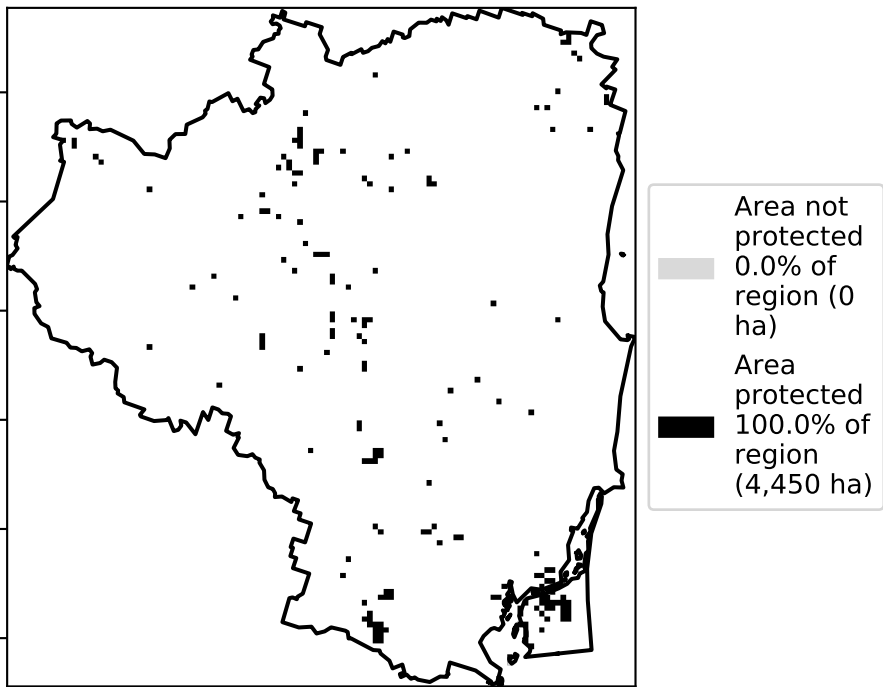 Area not
protected
0.0% of
region (0
ha)
Area
protected
100.0% of
region
(4,450 ha)